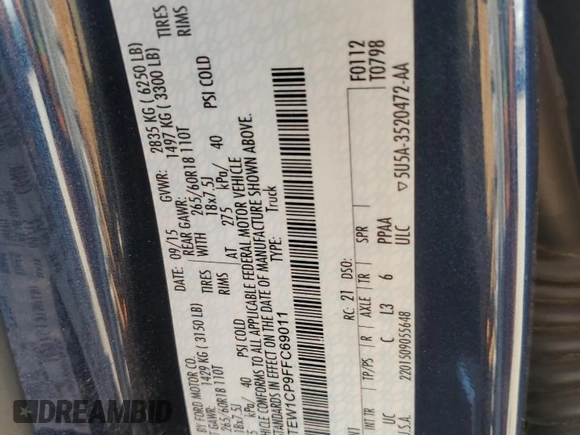 BY FORD MOTOR CO.
DATE: 09/15 GVWR: 2835 KG ( 6250 LB)
1429 KG ( 3150 LB) REAR GAWR: 1497 KG ( 3300 LB)
265/60R18 110T TIRES WITH 265/60R18 110T TIRES
18x7.5J RIMS 18x7.5J RIMS
kPa/ 40 PSI COLD AT 275 kPa/ 40 PSI COLD
VEHICLE CONFORMS TO ALL APPLICABLE FEDERAL MOTOR VEHICLE
IN EFFECT ON THE DATE OF MANUFACTURE SHOWN ABOVE.
TEW1CP9FFC69011 TYPE: Truck
F0112
T0798
RC: 21 DSO:
INT TR TP/PS R AXLE TR SPR
C L3 6 PPAA
ULC
U.S.A. 2201509055648 ▽5U5A-3520472-AA
DREAMBID